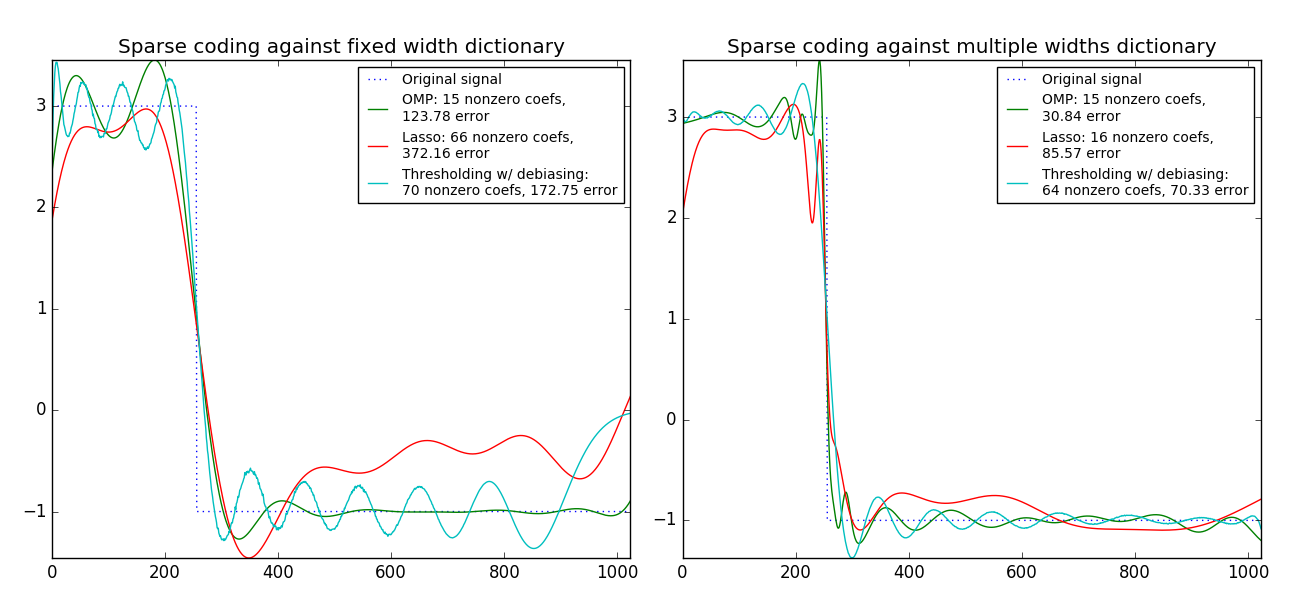 Sparse coding against fixed width dictionary
Original signal
OMP: 15 nonzero coefs,
123.78 error
Lasso: 66 nonzero coefs,
372.16 error
Thresholding w/ debiasing:
70 nonzero coefs, 172.75 error
3
2
1
0
−1
0
200
400
600
800
1000
Sparse coding against multiple widths dictionary
Original signal
OMP: 15 nonzero coefs,
30.84 error
Lasso: 16 nonzero coefs,
85.57 error
Thresholding w/ debiasing:
64 nonzero coefs, 70.33 error
3
2
1
0
−1
0
200
400
600
800
1000